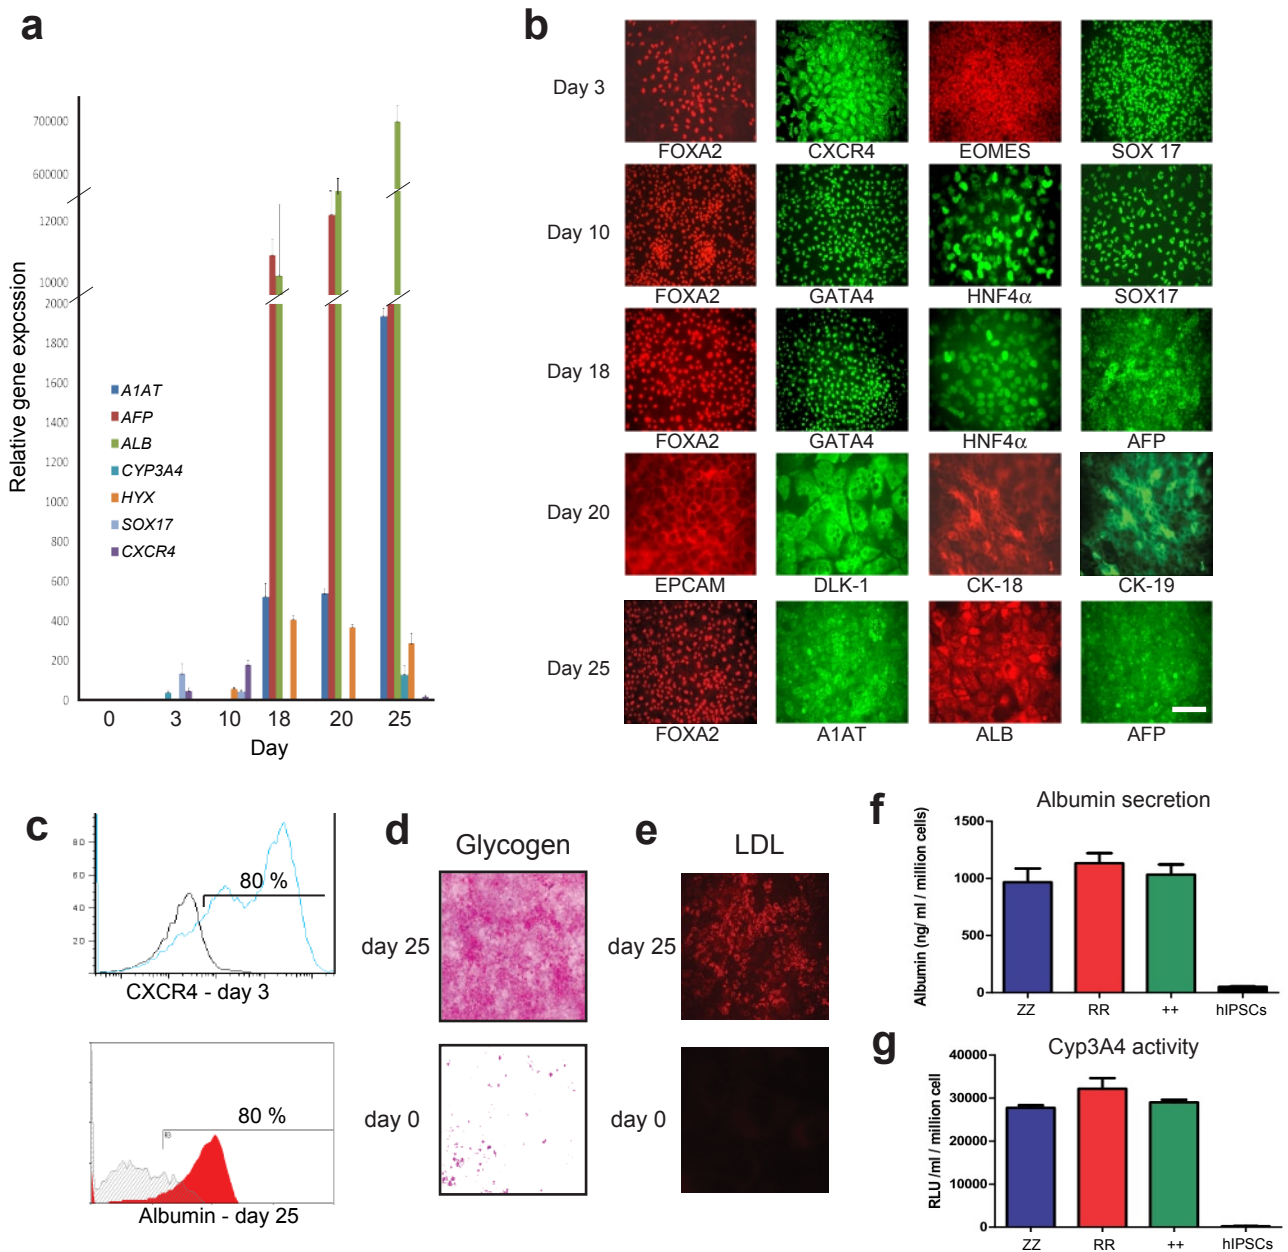 a
700000
600000
12000
10000
2000
1800
1600
1400
1200
1000
800
600
400
200
0
Relative gene expcssion
A1AT
AFP
ALB
CYP3A4
HYX
SOX17
CXCR4
0 3 10 18 20 25
Day
b
Day 3
FOXA2 CXCR4 EOMES SOX 17
Day 10
FOXA2 GATA4 HNF4α SOX17
Day 18
FOXA2 GATA4 HNF4α AFP
Day 20
EPCAM DLK-1 CK-18 CK-19
Day 25
FOXA2 A1AT ALB AFP
c
80
60
40
20
80 %
CXCR4 - day 3
80 %
Albumin - day 25
d
Glycogen
day 25
day 0
e
LDL
day 25
day 0
f
Albumin secretion
Albumin (ng/ ml / million cells)
1500
1000
500
0
ZZ RR ++ hIPSCs
g
Cyp3A4 activity
RLU /ml / million cell
40000
30000
20000
10000
0
ZZ RR ++ hIPSCs